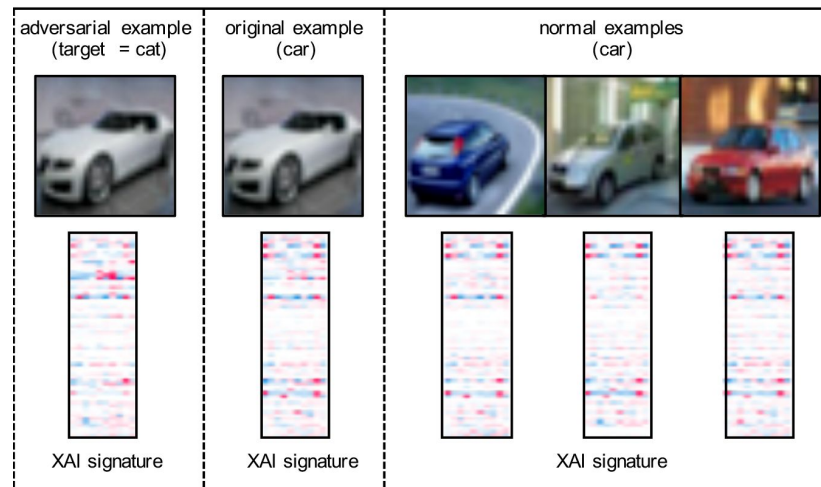 adversarial example
(target = cat)
original example
(car)
normal examples
(car)
XAI signature
XAI signature
XAI signature